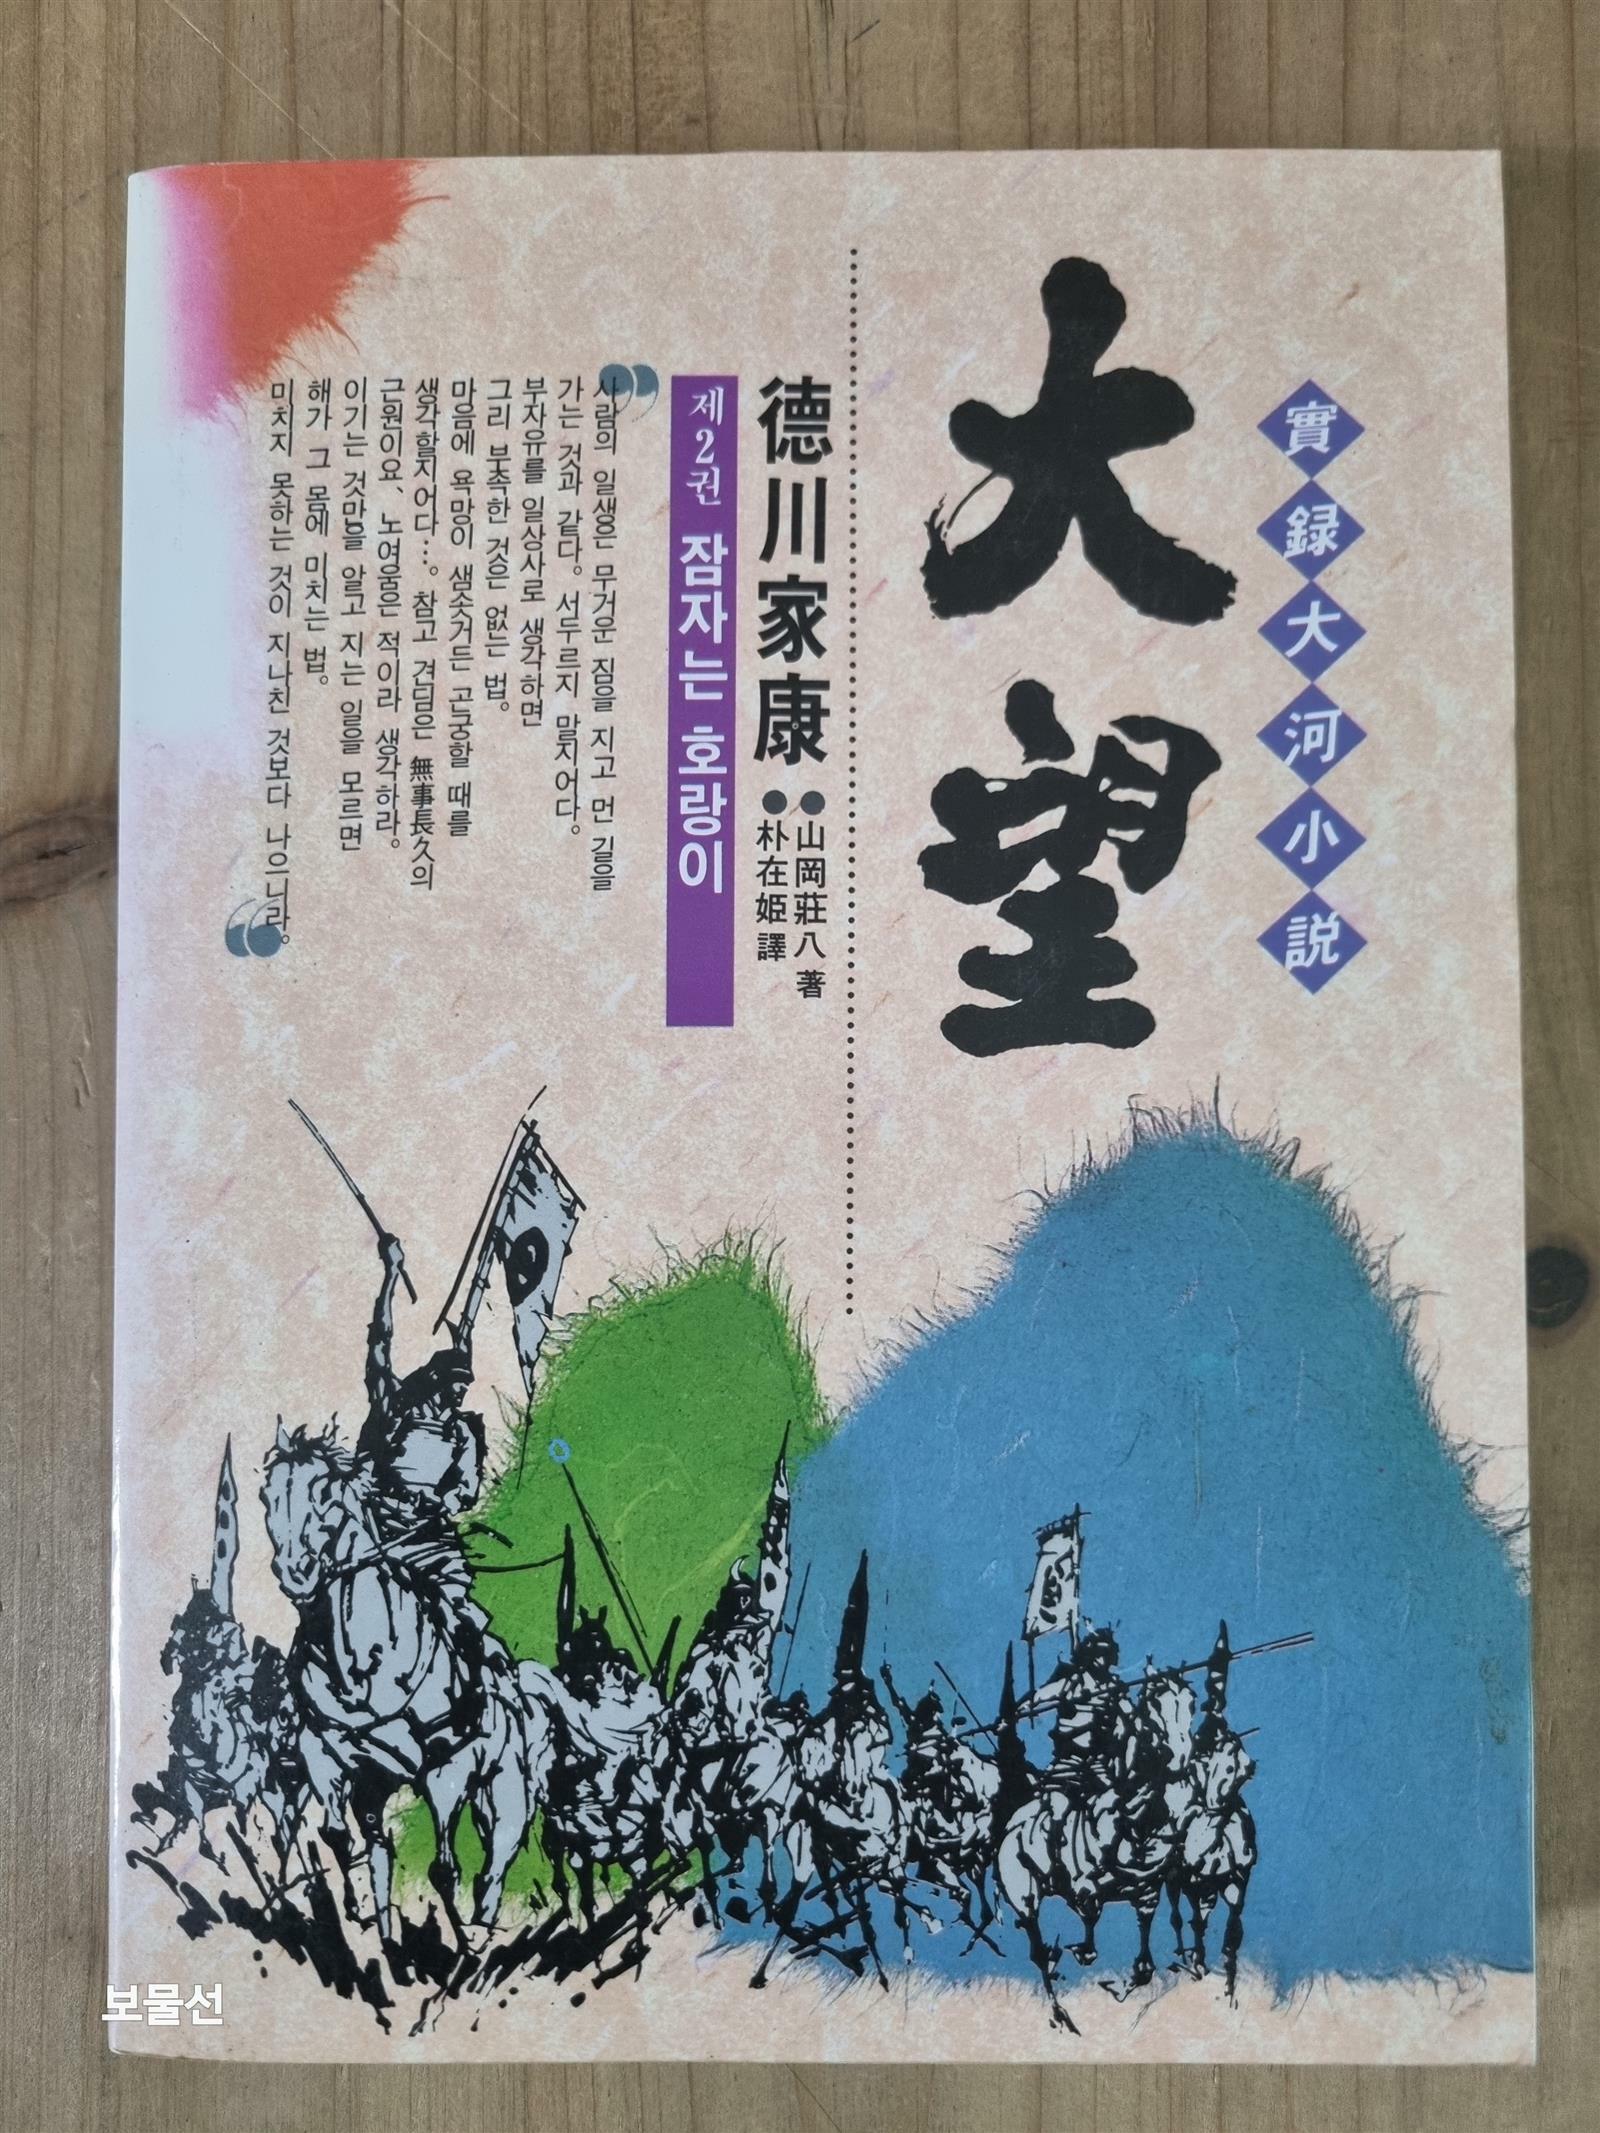 實錄大河小説
大望
德川家康
●山岡莊八 著
●朴在姬 譯
제2권 잠자는 호랑이
사람의 일생은 무거운 짐을 지고 먼 길을
가는 것과 같다。서두르지 말지어다。
부자유를 일상사로 생각하면
그리 부족한 것은 없는 법。
마음에 욕망이 샘솟거든 곤궁할 때를
생각할지어다…。참고 견딤은 無事長久의
근원이요、노여움은 적이라 생각하라。
이기는 것만을 알고 지는 일을 모르면
해가 그 몸에 미치는 법。
미치지 못하는 것이 지나친 것보다 나으니라。
보물선